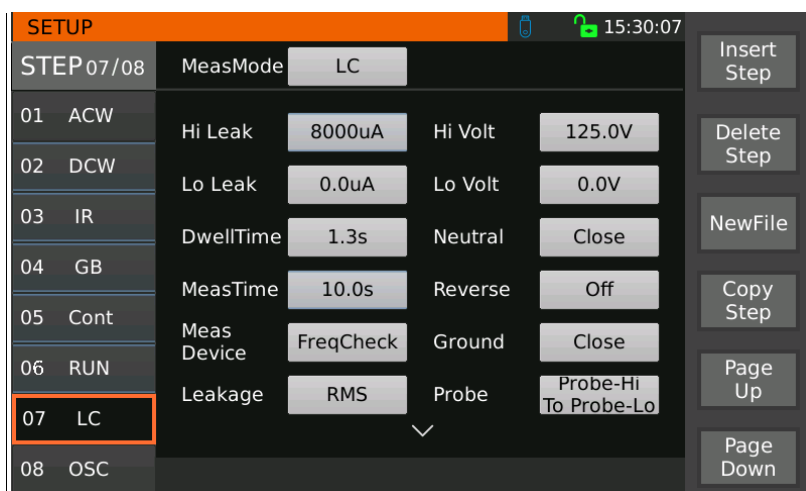 SETUP
15:30:07
STEP 07/08
MeasMode
LC
01 ACW
02 DCW
03 IR
04 GB
05 Cont
06 RUN
07 LC
08 OSC
Hi Leak
8000uA
Hi Volt
125.0V
Lo Leak
0.0uA
Lo Volt
0.0V
DwellTime
1.3s
Neutral
Close
MeasTime
10.0s
Reverse
Off
Meas
Device
FreqCheck
Ground
Close
Leakage
RMS
Probe
Probe-Hi
To Probe-Lo
Insert
Step
Delete
Step
NewFile
Copy
Step
Page
Up
Page
Down